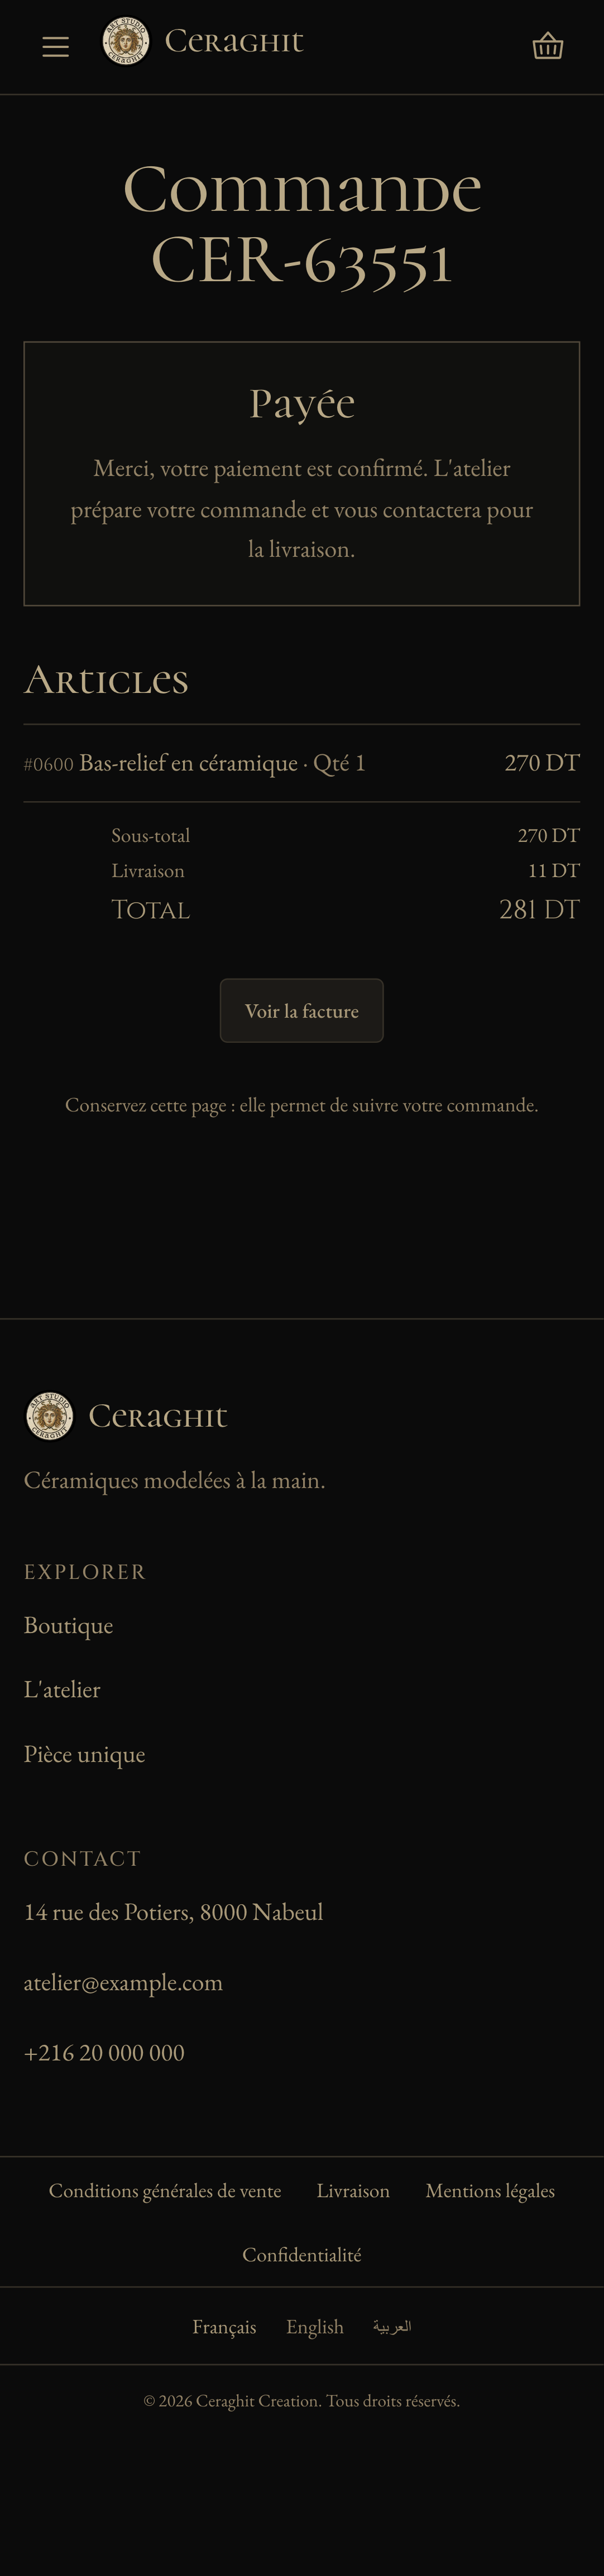 ART STUDIO
Ceraghit
Commande
CER-63551
Payée
Merci, votre paiement est confirmé. L'atelier
prépare votre commande et vous contactera pour
la livraison.
Articles
#0600 Bas-relief en céramique · Qté 1 270 DT
Sous-total 270 DT
Livraison 11 DT
Total 281 DT
Voir la facture
Conservez cette page : elle permet de suivre votre commande.
ART STUDIO
Ceraghit
Céramiques modelées à la main.
EXPLORER
Boutique
L'atelier
Pièce unique
CONTACT
14 rue des Potiers, 8000 Nabeul
atelier@example.com
+216 20 000 000
Conditions générales de vente Livraison Mentions légales
Confidentialité
Français English العربية
© 2026 Ceraghit Creation. Tous droits réservés.